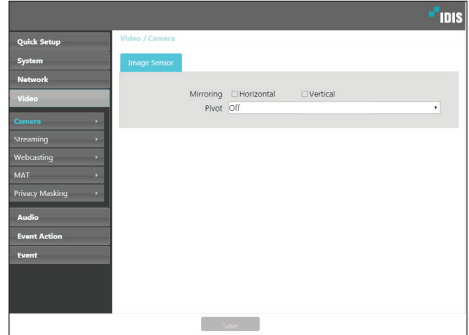 IDIS
Quick Setup
System
Network
Video
Camera
Streaming
Webcasting
MAT
Privacy Masking
Audio
Event Action
Event
Video / Camera
Image Sensor
Mirroring Horizontal Vertical
Pivot Off
Save